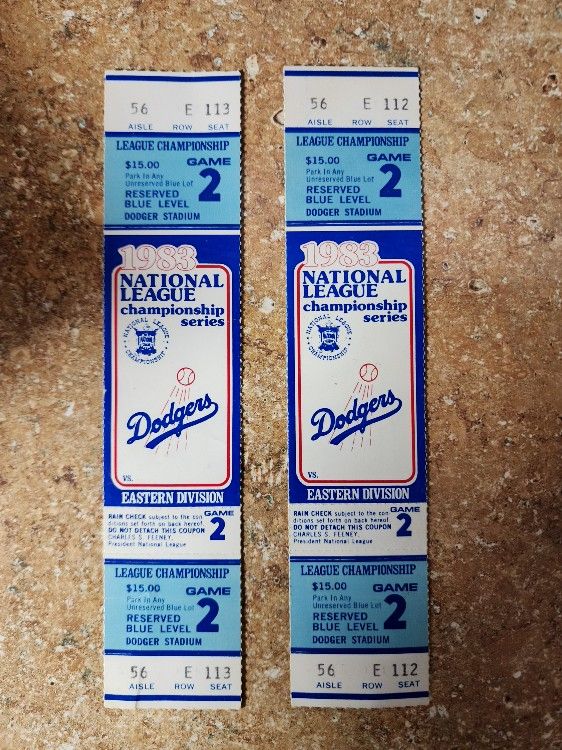 56 E 113
AISLE ROW SEAT
LEAGUE CHAMPIONSHIP
$15.00 GAME
Park In Any
Unreserved Blue Lot
2
RESERVED
BLUE LEVEL
DODGER STADIUM
1983
NATIONAL
LEAGUE
championship
series
NATIONAL LEAGUE
CHAMPIONSHIP
Dodgers
vs.
EASTERN DIVISION
RAIN CHECK subject to the con
ditions set forth on back hereof.
DO NOT DETACH THIS COUPON
CHARLES S. FEENEY,
President National League
GAME
2
LEAGUE CHAMPIONSHIP
$15.00 GAME
Park In Any
Unreserved Blue Lot
2
RESERVED
BLUE LEVEL
DODGER STADIUM
56 E 113
AISLE ROW SEAT
56 E 112
AISLE ROW SEAT
LEAGUE CHAMPIONSHIP
$15.00 GAME
Park In Any
Unreserved Blue Lot
2
RESERVED
BLUE LEVEL
DODGER STADIUM
1983
NATIONAL
LEAGUE
championship
series
NATIONAL LEAGUE
CHAMPIONSHIP
Dodgers
vs.
EASTERN DIVISION
RAIN CHECK subject to the con
ditions set forth on back hereof.
DO NOT DETACH THIS COUPON
CHARLES S. FEENEY,
President National League
GAME
2
LEAGUE CHAMPIONSHIP
$15.00 GAME
Park In Any
Unreserved Blue Lot
2
RESERVED
BLUE LEVEL
DODGER STADIUM
56 E 112
AISLE ROW SEAT